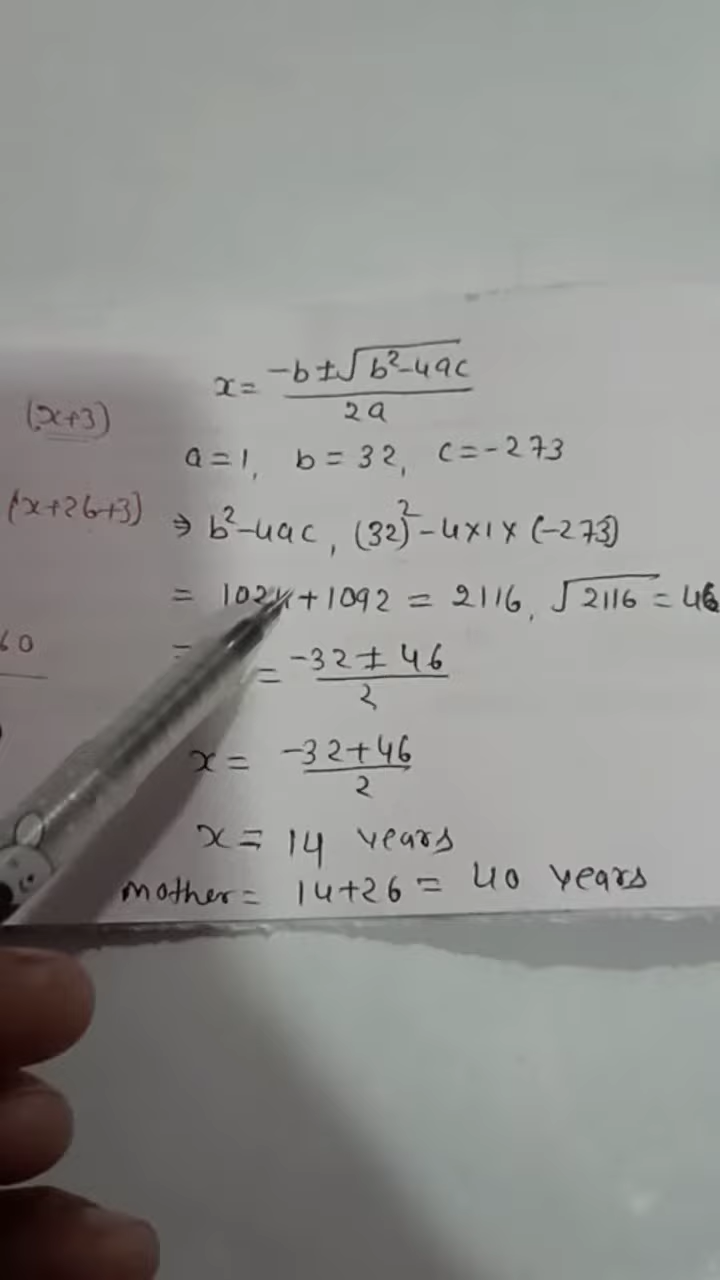 x = -b ± √b² - 4ac / 2a
(x+3)
a = 1, b = 32, c = -273
(x+26+3)
⇒ b² - 4ac, (32)² - 4×1×(-273)
= 1024 + 1092 = 2116, √2116 = 46
60
= = -32 ± 46 / 2
x = -32 + 46 / 2
x = 14 years
mother = 14+26 = 40 years